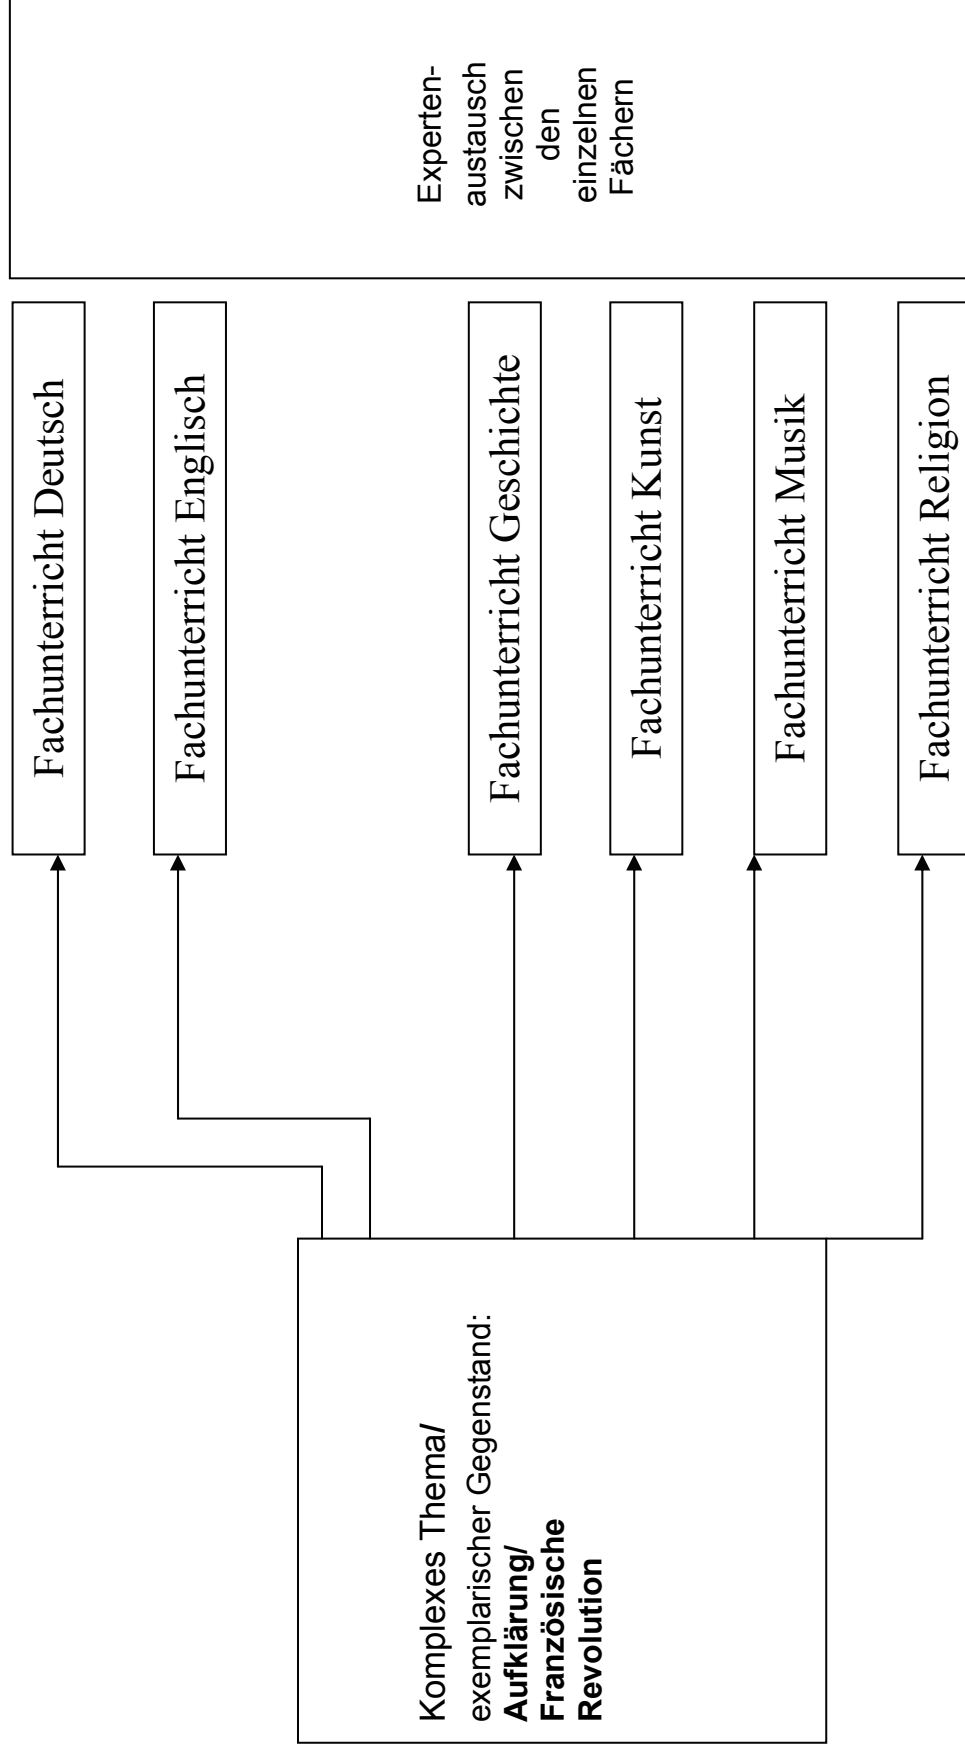 Komplexes Thema/
exemplarischer Gegenstand:
Aufklärung/
Französische
Revolution
Fachunterricht Deutsch
Fachunterricht Englisch
Fachunterricht Geschichte
Fachunterricht Kunst
Fachunterricht Musik
Fachunterricht Religion
Experten-
austausch
zwischen
den
einzelnen
Fächern